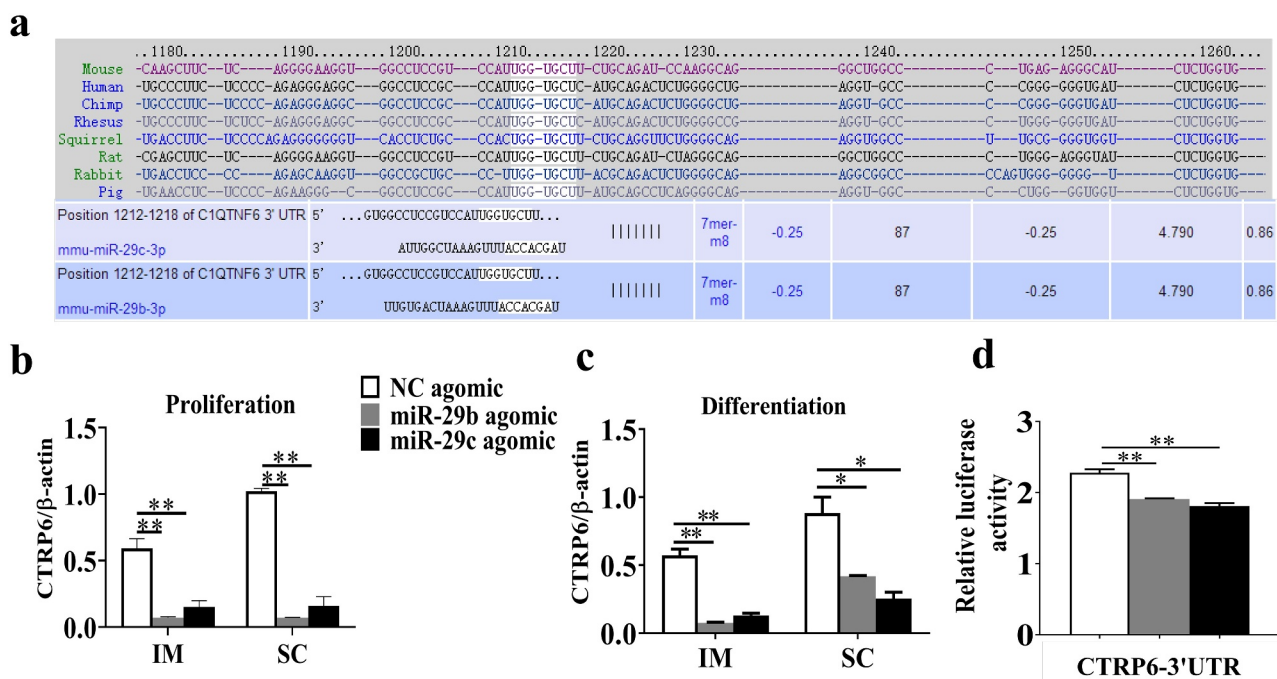 a
....1180..........1190.........1200........1210.........1220........1230................1240...................1250............1260....
Mouse -CAAGCUUC--UC----AGGGGAAGGU---GGCCUCCGU---CCAUUGG-UGCUU-CUGCAGAU-CCAAGGCAG-----------GGCUGGCC---------C---UGAG-AGGGCAU------CUCUGGUG---
Human -UGCCCUUC--UCCCC-AGAGGGAGGC---GGCCUCCGC---CCAUUGG-UGCUUC-AUGCAGACUCUGGGGCUG-----------AGGU-GCC---------C---CGGG-GGGUGAU------CUCUGGUG---
Chimp -UGCCCUUC--UCCCC-AGAGGGAGGC---GGCCUCCGC---CCAUUGG-UGCUUC-AUGCAGACUCUGGGGCUG-----------AGGU-GCC---------C---CGGG-GGGUGAU------CUCUGGUG---
Rhesus -UGCCCUUC--UCUCC-AGAGGGAGGC---GGCCUCCGC---CCAUUGG-UGCUUC-AUGCAGACUCUGGGGCCG-----------AGGU-GCC---------C---CGGG-GGGUGAU------CUCUGGUG---
Squirrel -UGACCUUC--UCCCCAGAGGGGGGGU---CACCUCUGC---CCACUGG-UGCUU-CUGCAGGUUCUGGGGCAG-----------AGGUGGCC---------U---UGCG-GGGUGGU------CUCUGGUG---
Rat -CGAGCUUC--UC----AGGGGAAGGU---GGCCUCCGU---CCAUUGG-UGCUU-CUGCAGAU-CUAGGGCAG-----------GGCUGGCC---------C---UGGG-AGGGUAU------CUCUGGUG---
Rabbit -UGACCUCC--CC----AGAGCAAGGU---GGCCGCUGC---CC-UUGG-UGCUU-ACGCAGACUCUGGGGCAG-----------AGGCGGCC---------CCAGUGGG-GGGG--U------CUCUGGUG---
Pig -UGAACCUC--UCCCC-AGAAGGG---C--GGCCUCCGC---CCAUUGG-UGCUU-AUGCAGCCUCAGGGGCAG-----------AGGU-GGC---------C---CUGG-GGGUGAU------CUCUGGUG---
Position 1212-1218 of C1QTNF6 3' UTR 5' ...GUGGCCUCCGUCCAUUGGUGCUU...
||||||| 7mer-m8 -0.25 87 -0.25 4.790 0.86
mmu-miR-29c-3p 3' AUUGGCUAAAGUUUACCACGAU
Position 1212-1218 of C1QTNF6 3' UTR 5' ...GUGGCCUCCGUCCAUUGGUGCUU...
||||||| 7mer-m8 -0.25 87 -0.25 4.790 0.86
mmu-miR-29b-3p 3' UUGUGACUAAAGUUUACCACGAU
b
Proliferation
NC agomic
miR-29b agomic
miR-29c agomic
CTRP6/β-actin
1.5
1.0
0.5
0.0
**
**
**
**
IM SC
c
Differentiation
CTRP6/β-actin
1.5
1.0
0.5
0.0
**
**
*
*
IM SC
d
Relative luciferase
activity
3
2
1
0
**
**
CTRP6-3'UTR